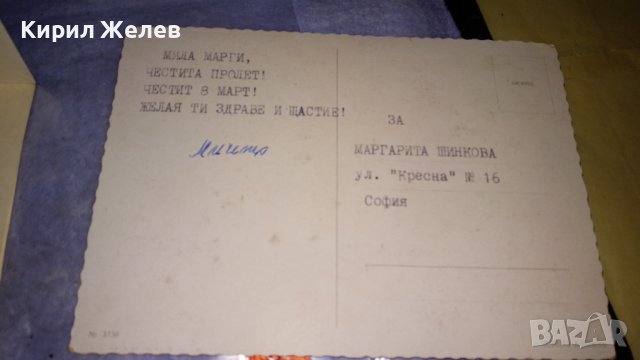 Кирил Желев
МИЛА МАРГИ,
ЧЕСТИТА ПРОЛЕТ!
ЧЕСТИТ 8 МАРТ!
ЖЕЛАЯ ТИ ЗДРАВЕ И ЩАСТИЕ!
ЗА
МАРГАРИТА ШИНКОВА
ул. "Кресна" № 16
София
BAZAR